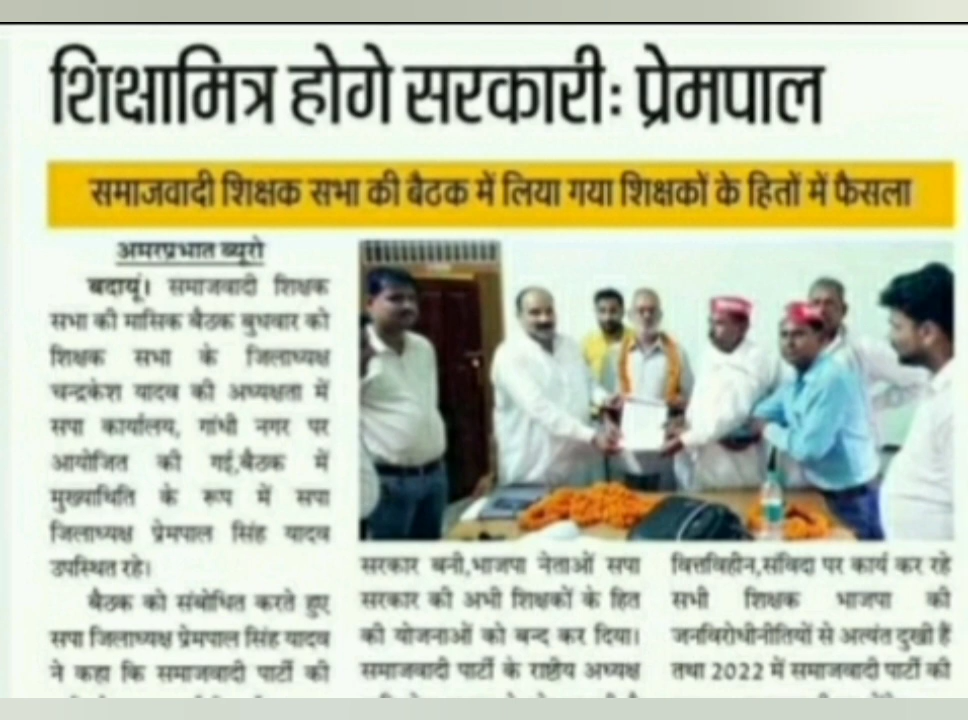 शिक्षामित्र होगे सरकारीः प्रेमपाल
समाजवादी शिक्षक सभा की बैठक में लिया गया शिक्षकों के हितों में फैसला
अमरप्रभात ब्यूरो
बदायूं। समाजवादी शिक्षक
सभा की मासिक बैठक बुधवार को
शिक्षक सभा के जिलाध्यक्ष
चन्द्रकेश यादव की अध्यक्षता में
सपा कार्यालय, गांधी नगर पर
आयोजित की गई,बैठक में
मुख्याथिति के रूप में सपा
जिलाध्यक्ष प्रेमपाल सिंह यादव
उपस्थित रहे।
बैठक को संबोधित करते हुए
सपा जिलाध्यक्ष प्रेमपाल सिंह यादव
ने कहा कि समाजवादी पार्टी की
सरकार बनी,भाजपा नेताओं सपा
सरकार की अभी शिक्षकों के हित
की योजनाओं को बन्द कर दिया।
समाजवादी पार्टी के राष्ट्रीय अध्यक्ष
वित्तविहीन,संविदा पर कार्य कर रहे
सभी शिक्षक भाजपा की
जनविरोधीनीतियों से अत्यंत दुखी हैं
तथा 2022 में समाजवादी पार्टी की